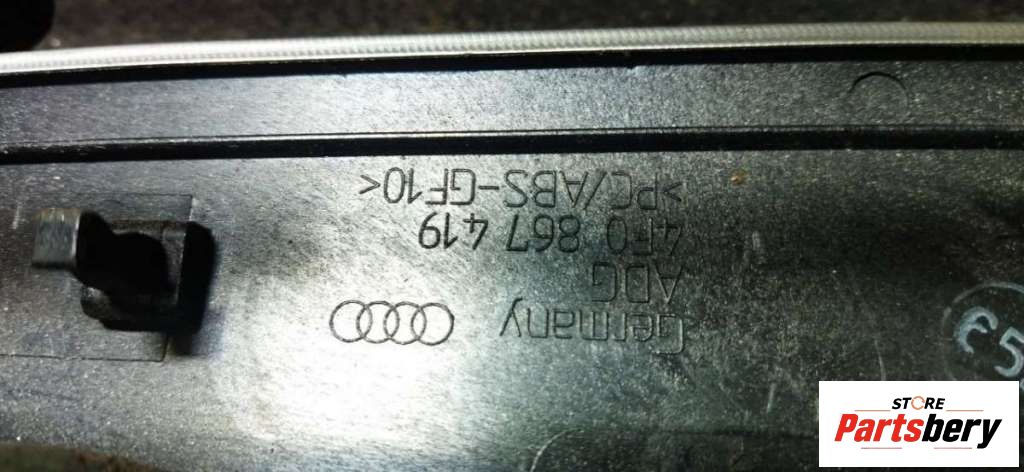 Germany
ADG
4F0 867 419
>PC/ABS-GF10<
STORE
Partsbery